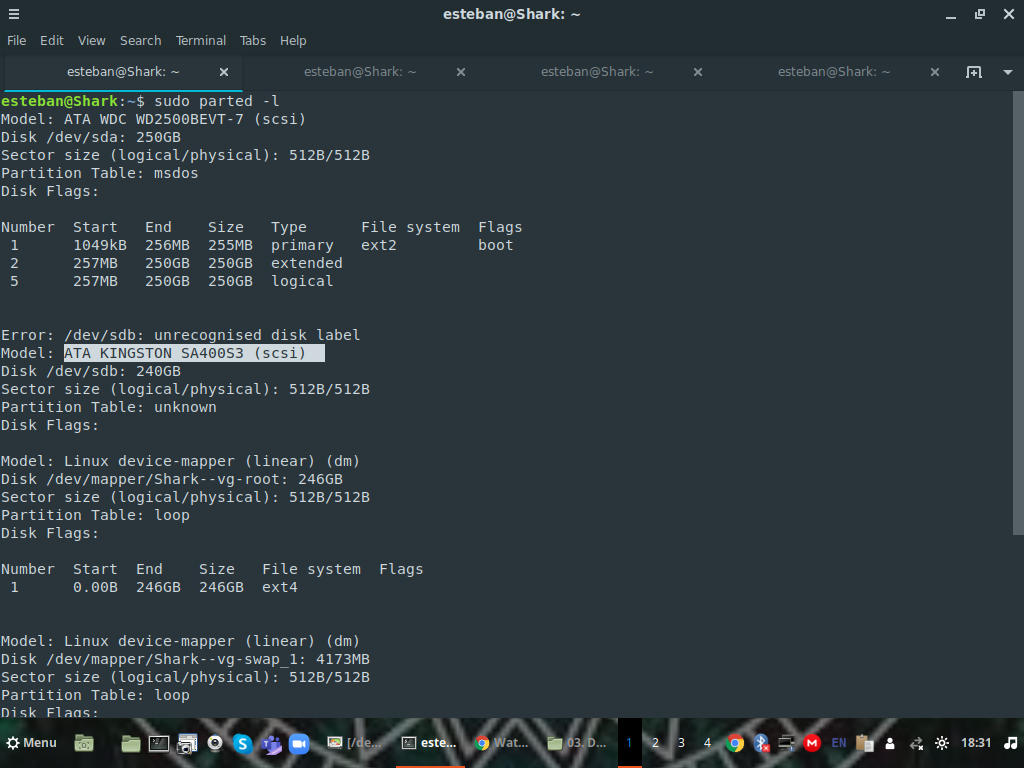 esteban@Shark: ~
File Edit View Search Terminal Tabs Help
esteban@Shark: ~ esteban@Shark: ~ esteban@Shark: ~ esteban@Shark: ~
esteban@Shark:~$ sudo parted -l
Model: ATA WDC WD2500BEVT-7 (scsi)
Disk /dev/sda: 250GB
Sector size (logical/physical): 512B/512B
Partition Table: msdos
Disk Flags:
Number Start End Size Type File system Flags
1 1049kB 256MB 255MB primary ext2 boot
2 257MB 250GB 250GB extended
5 257MB 250GB 250GB logical
Error: /dev/sdb: unrecognised disk label
Model: ATA KINGSTON SA400S3 (scsi)
Disk /dev/sdb: 240GB
Sector size (logical/physical): 512B/512B
Partition Table: unknown
Disk Flags:
Model: Linux device-mapper (linear) (dm)
Disk /dev/mapper/Shark--vg-root: 246GB
Sector size (logical/physical): 512B/512B
Partition Table: loop
Disk Flags:
Number Start End Size File system Flags
1 0.00B 246GB 246GB ext4
Model: Linux device-mapper (linear) (dm)
Disk /dev/mapper/Shark--vg-swap_1: 4173MB
Sector size (logical/physical): 512B/512B
Partition Table: loop
Disk Flags:
Menu [/de... este... Wat... 03. D... 1 2 3 4 EN 18:31